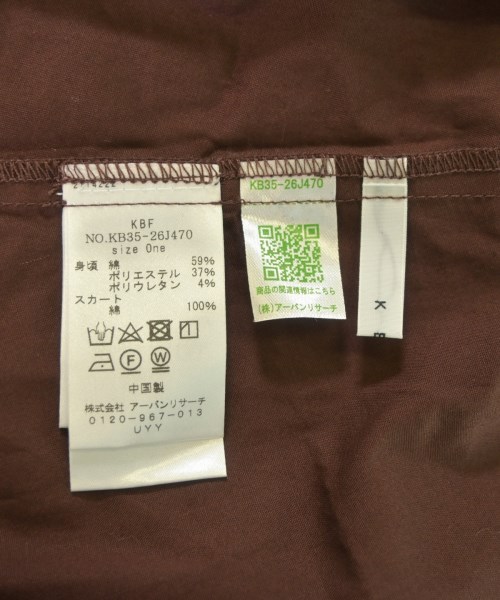 KBF
NO.KB35-26J470
size One
身頃 綿 59%
ポリエステル 37%
ポリウレタン 4%
スカート
綿 100%
中国製
株式会社 アーバンリサーチ
0120-967-013
UYY
KB35-26J470
商品の関連情報はこちら
(株)アーバンリサーチ
K B